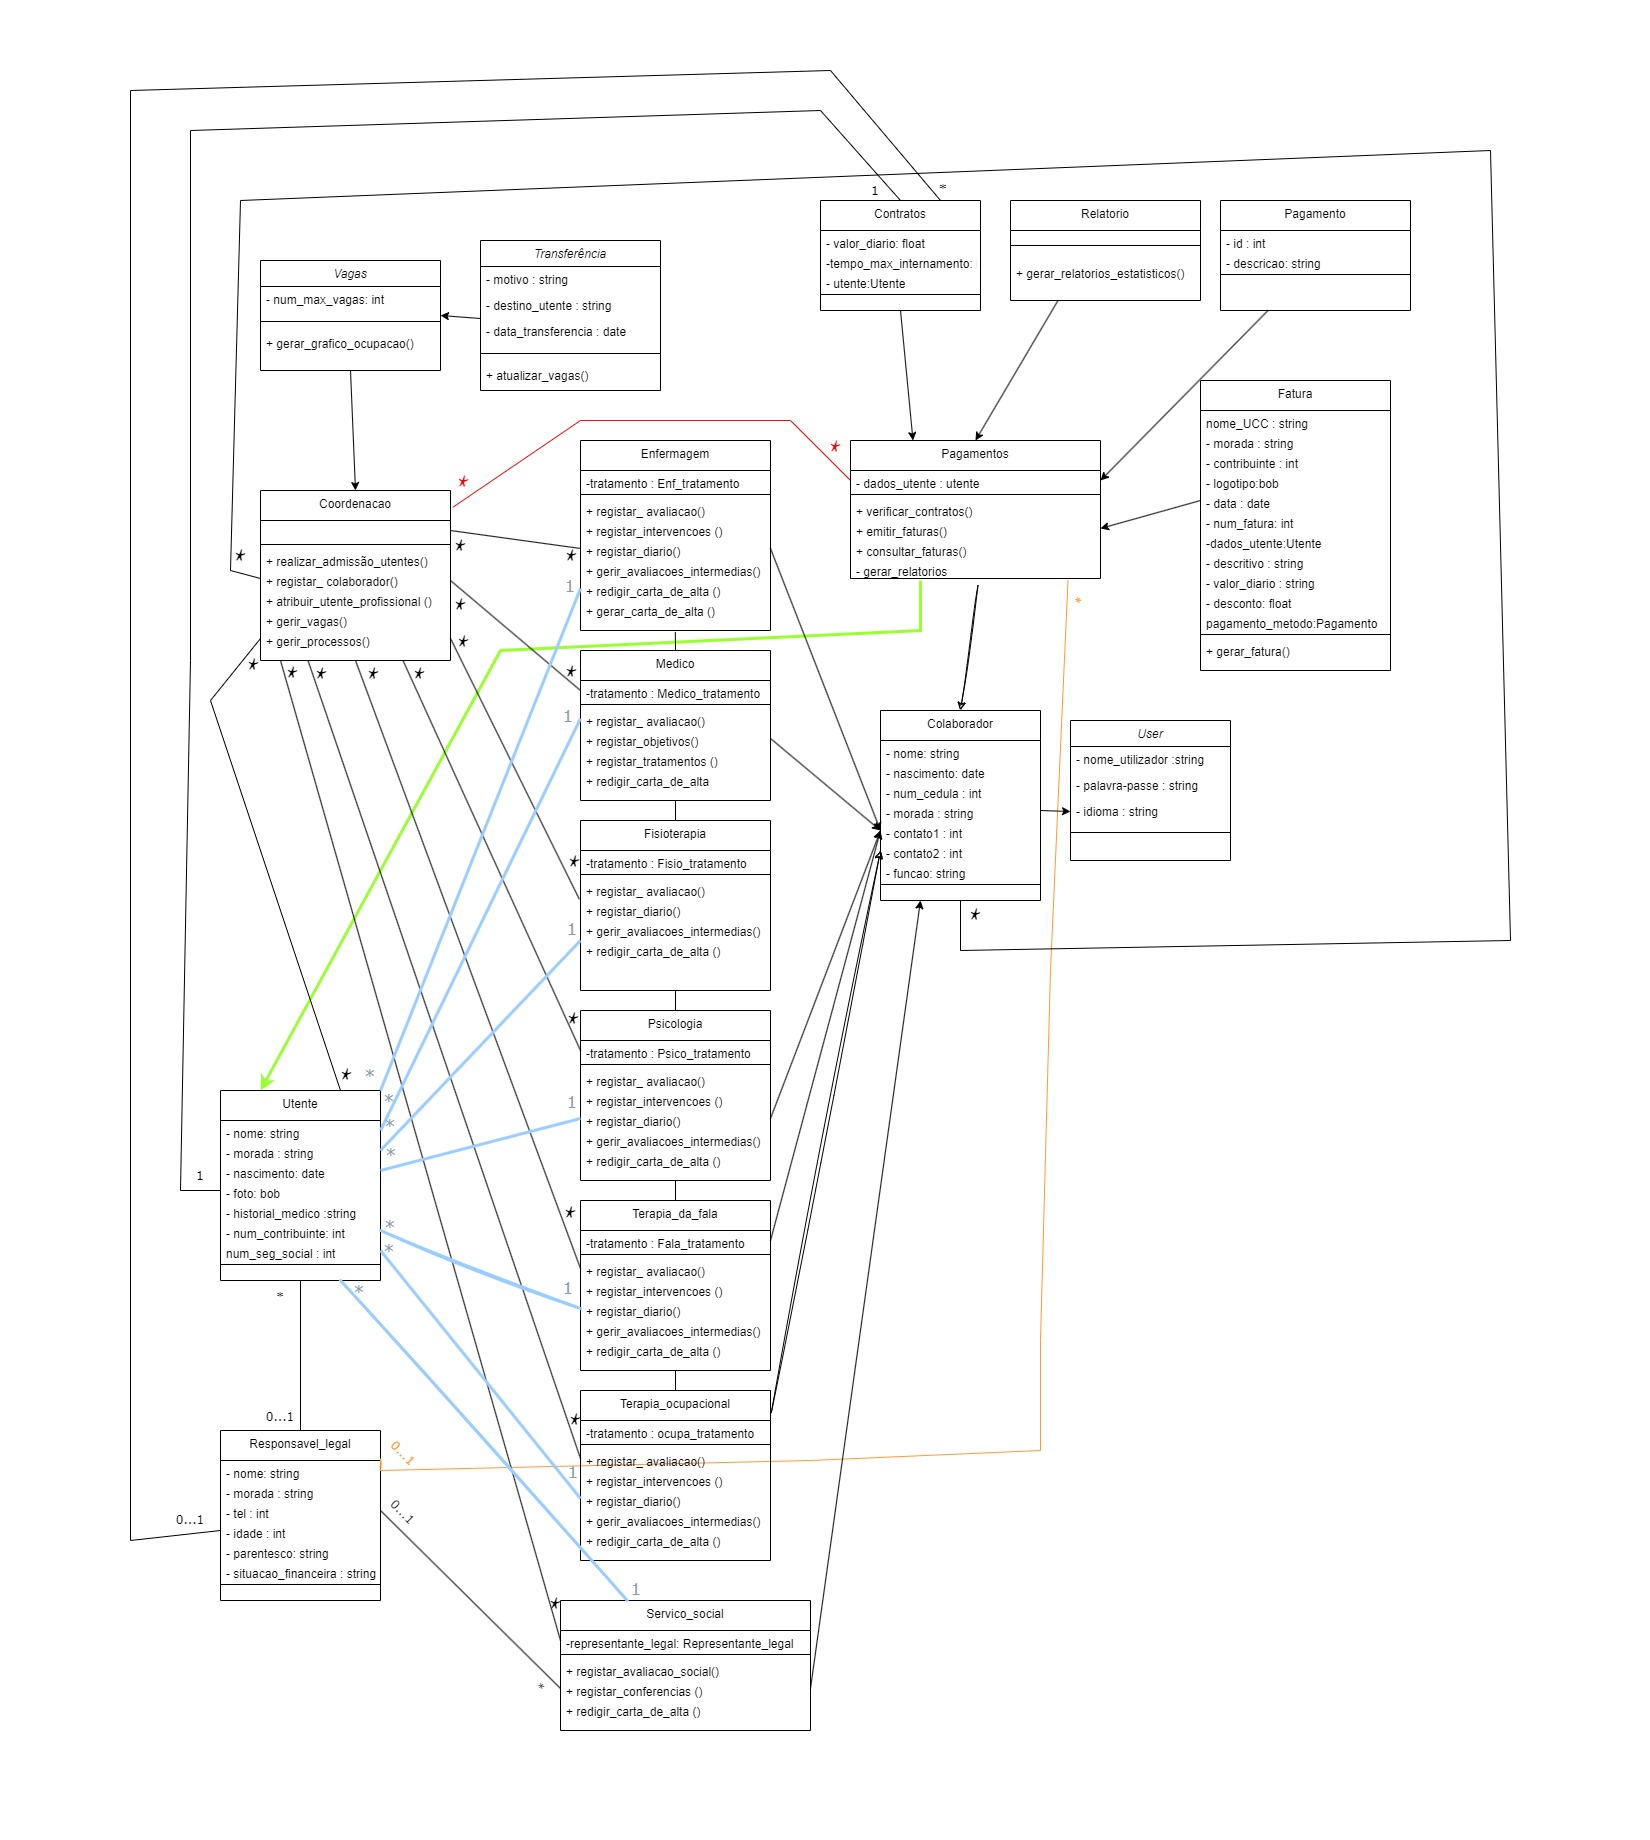 1
*
Contratos
- valor_diario: float
-tempo_max_internamento:
- utente:Utente
Relatorio
+ gerar_relatorios_estatisticos()
Pagamento
- id : int
- descricao: string
Vagas
- num_max_vagas: int
+ gerar_grafico_ocupacao()
Transferência
- motivo : string
- destino_utente : string
- data_transferencia : date
+ atualizar_vagas()
Fatura
nome_UCC : string
- morada : string
- contribuinte : int
- logotipo:bob
- data : date
- num_fatura: int
-dados_utente:Utente
- descritivo : string
- valor_diario : string
- desconto: float
pagamento_metodo:Pagamento
+ gerar_fatura()
*
*
Pagamentos
- dados_utente : utente
+ verificar_contratos()
+ emitir_faturas()
+ consultar_faturas()
- gerar_relatorios
*
Coordenacao
+ realizar_admissão_utentes()
+ registar_ colaborador()
+ atribuir_utente_profissional ()
+ gerir_vagas()
+ gerir_processos()
*
*
*
*
*
*
*
*
*
Enfermagem
-tratamento : Enf_tratamento
+ registar_ avaliacao()
+ registar_intervencoes ()
+ registar_diario()
+ gerir_avaliacoes_intermedias()
+ redigir_carta_de_alta ()
+ gerar_carta_de_alta ()
*
1
Medico
-tratamento : Medico_tratamento
+ registar_ avaliacao()
+ registar_objetivos()
+ registar_tratamentos ()
+ redigir_carta_de_alta
*
1
Colaborador
- nome: string
- nascimento: date
- num_cedula : int
- morada : string
- contato1 : int
- contato2 : int
- funcao: string
*
User
- nome_utilizador :string
- palavra-passe : string
- idioma : string
Fisioterapia
-tratamento : Fisio_tratamento
+ registar_ avaliacao()
+ registar_diario()
+ gerir_avaliacoes_intermedias()
+ redigir_carta_de_alta ()
*
1
Psicologia
-tratamento : Psico_tratamento
+ registar_ avaliacao()
+ registar_intervencoes ()
+ registar_diario()
+ gerir_avaliacoes_intermedias()
+ redigir_carta_de_alta ()
*
1
*
*
*
*
*
1
Utente
- nome: string
- morada : string
- nascimento: date
- foto: bob
- historial_medico :string
- num_contribuinte: int
num_seg_social : int
*
*
*
*
Terapia_da_fala
-tratamento : Fala_tratamento
+ registar_ avaliacao()
+ registar_intervencoes ()
+ registar_diario()
+ gerir_avaliacoes_intermedias()
+ redigir_carta_de_alta ()
*
1
Terapia_ocupacional
-tratamento : ocupa_tratamento
+ registar_ avaliacao()
+ registar_intervencoes ()
+ registar_diario()
+ gerir_avaliacoes_intermedias()
+ redigir_carta_de_alta ()
*
1
0...1
0...1
0...1
0...1
Responsavel_legal
- nome: string
- morada : string
- tel : int
- idade : int
- parentesco: string
- situacao_financeira : string
*
1
*
Servico_social
-representante_legal: Representante_legal
+ registar_avaliacao_social()
+ registar_conferencias ()
+ redigir_carta_de_alta ()